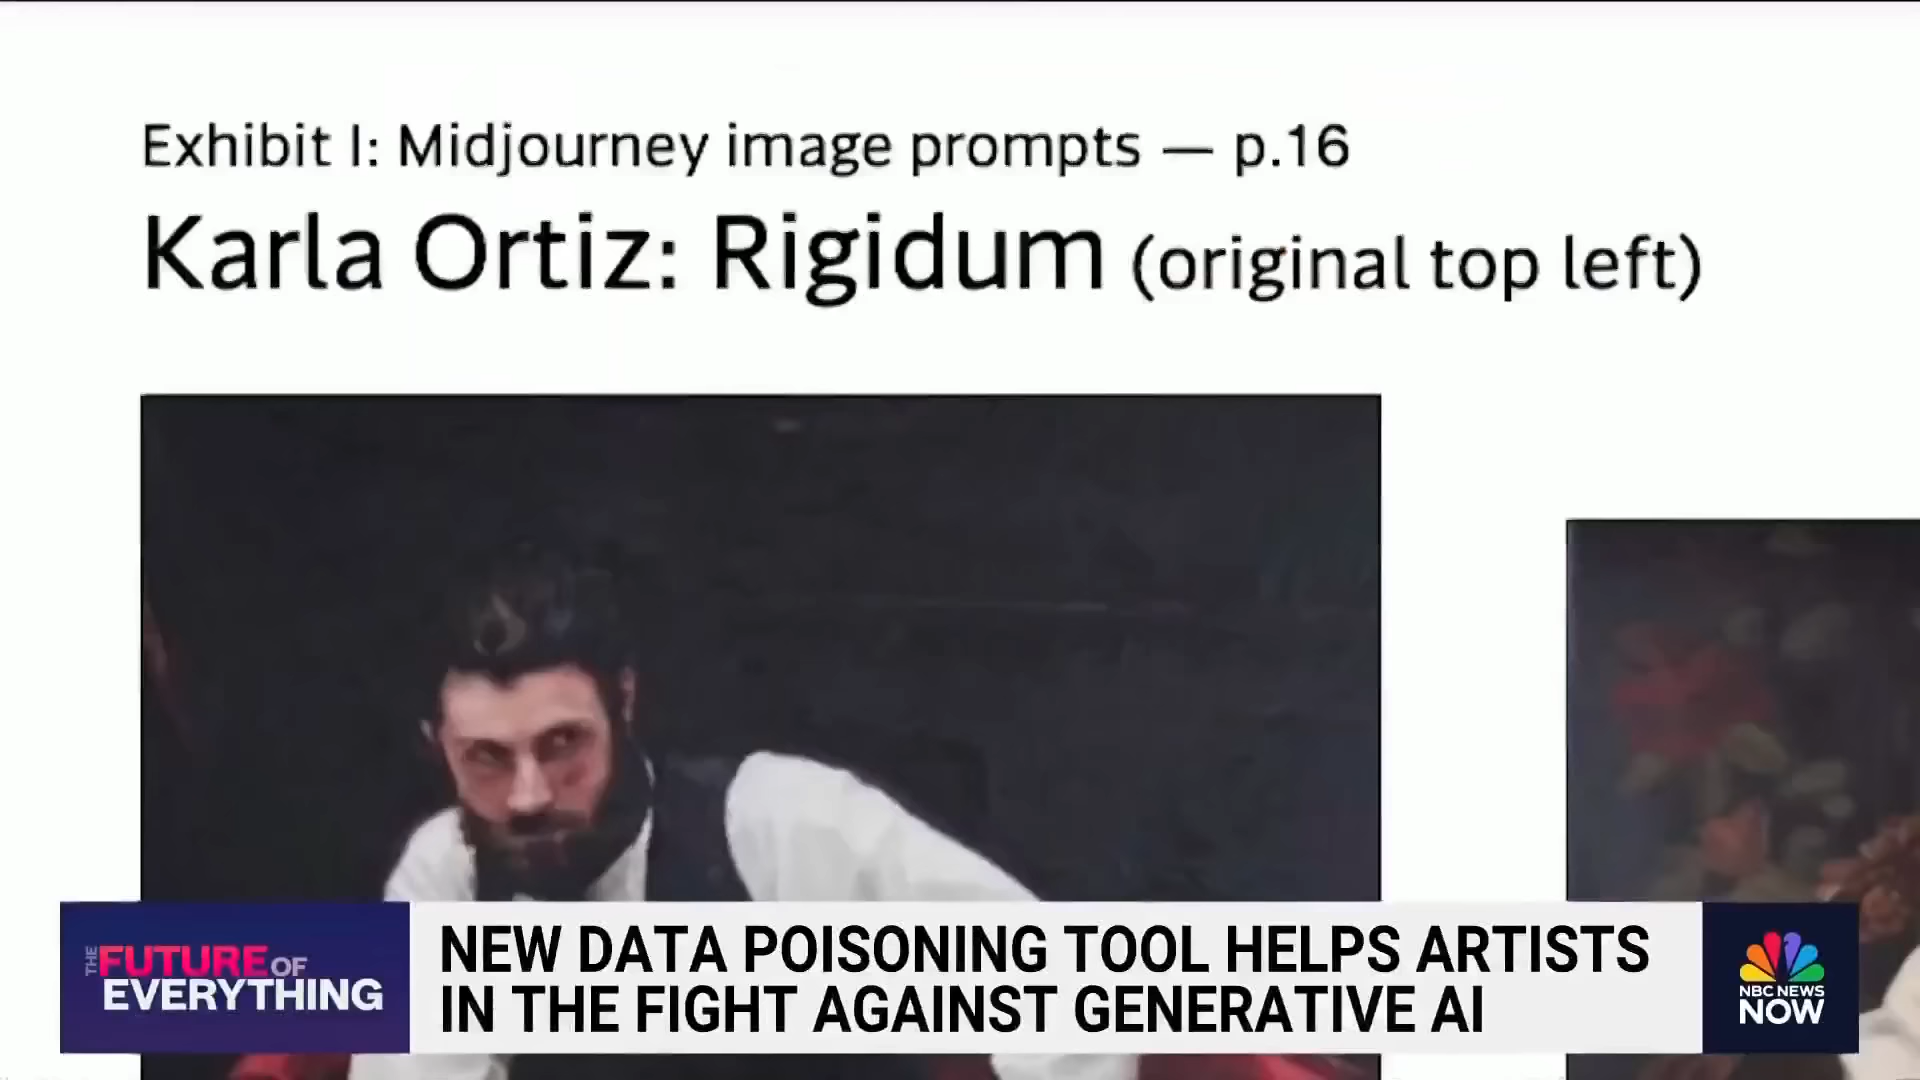 Exhibit I: Midjourney image prompts — p.16
Karla Ortiz: Rigidum (original top left)
THE FUTURE OF
EVERYTHING
NEW DATA POISONING TOOL HELPS ARTISTS
IN THE FIGHT AGAINST GENERATIVE AI
NBC NEWS
NOW